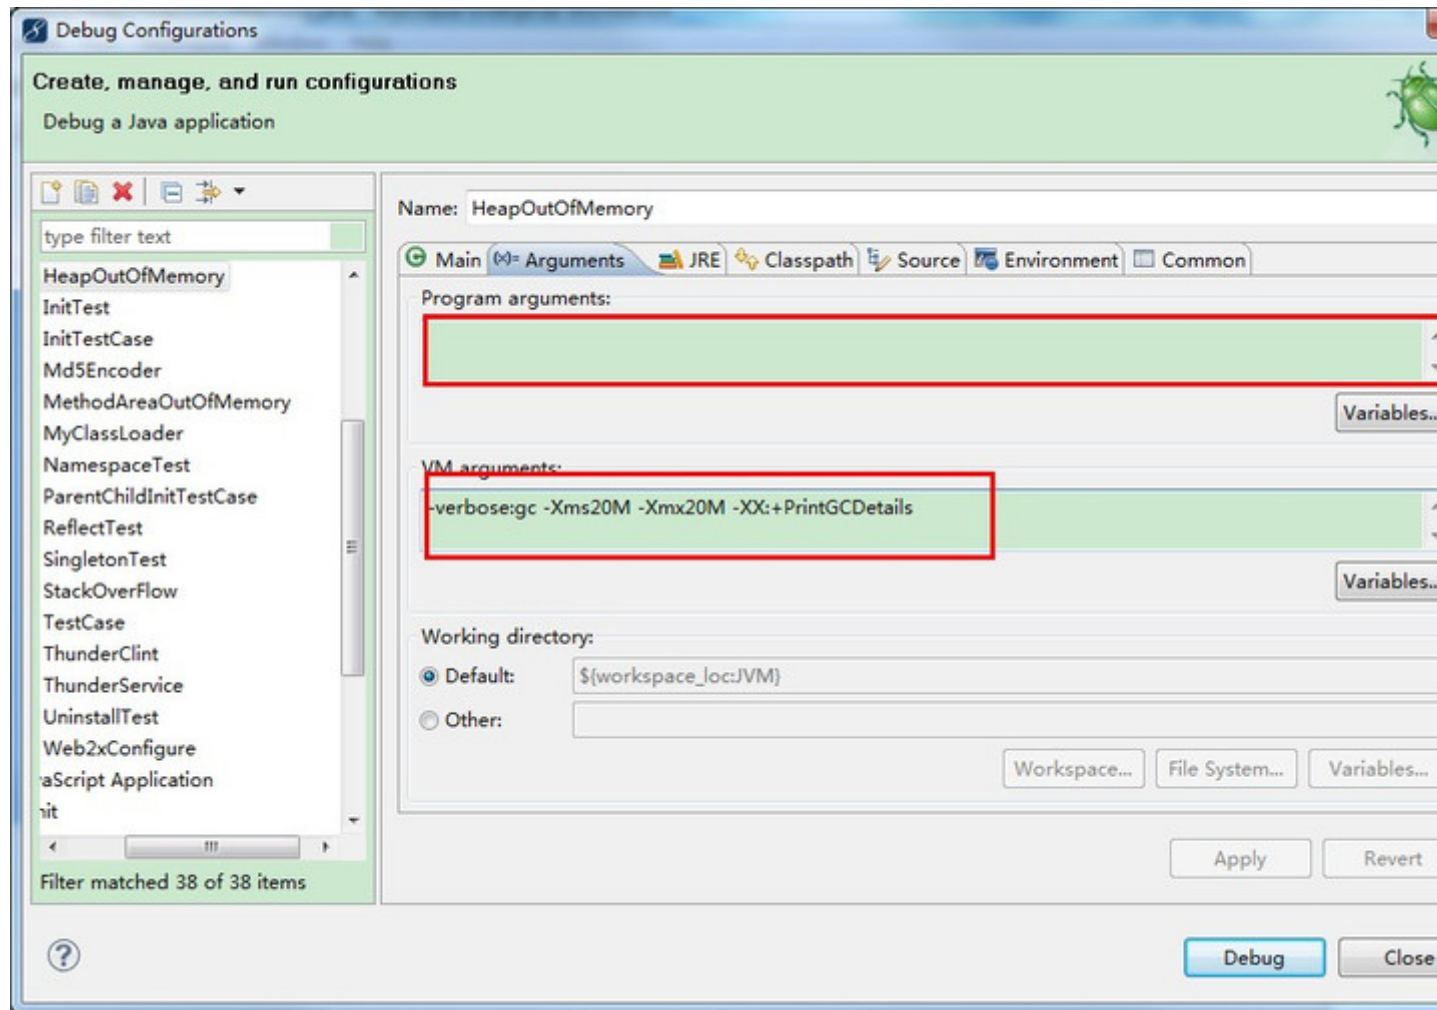 Debug Configurations
Create, manage, and run configurations
Debug a Java application
type filter text
HeapOutOfMemory
InitTest
InitTestCase
Md5Encoder
MethodAreaOutOfMemory
MyClassLoader
NamespaceTest
ParentChildInitTestCase
ReflectTest
SingletonTest
StackOverFlow
TestCase
ThunderClint
ThunderService
UninstallTest
Web2xConfigure
aScript Application
nit
Filter matched 38 of 38 items
Name: HeapOutOfMemory
Main (x)= Arguments JRE Classpath Source Environment Common
Program arguments:
Variables...
VM arguments:
-verbose:gc -Xms20M -Xmx20M -XX:+PrintGCDetails
Variables...
Working directory:
Default: ${workspace_loc:JVM}
Other:
Workspace... File System... Variables...
Apply Revert
? Debug Close